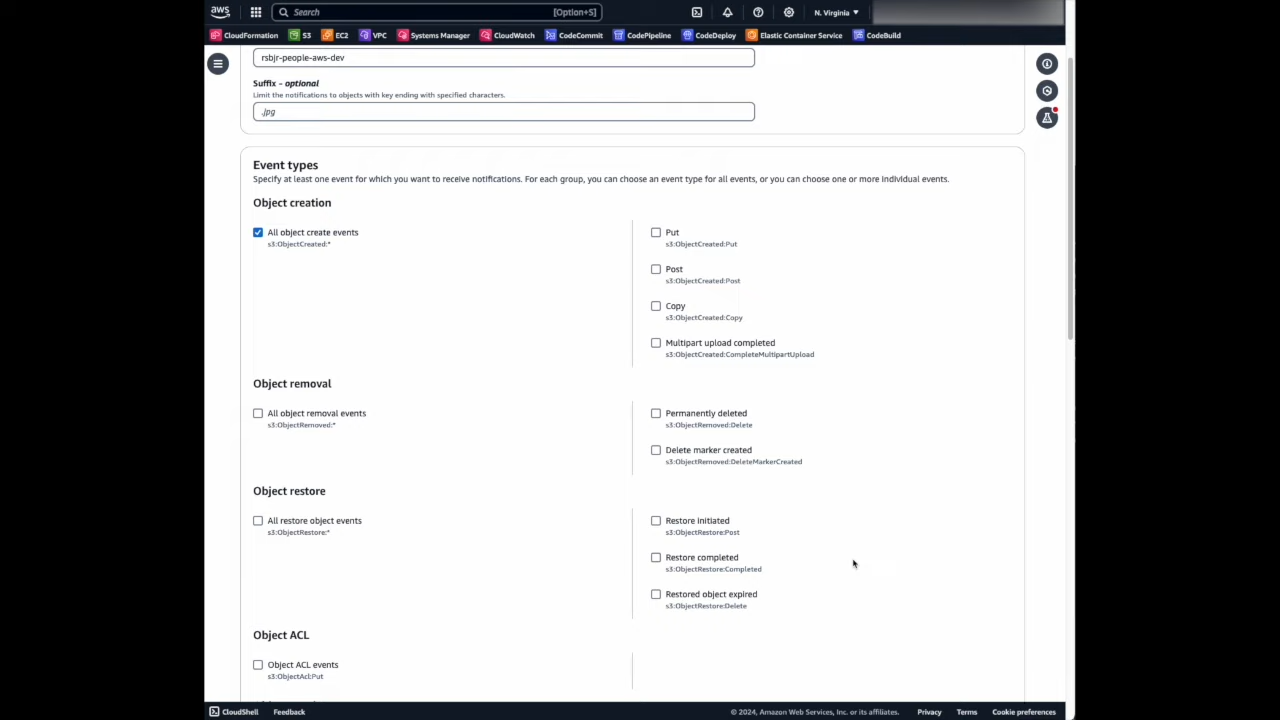 aws
Search [Option+S] N. Virginia ▼
CloudFormation S3 EC2 VPC Systems Manager CloudWatch CodeCommit CodePipeline CodeDeploy Elastic Container Service CodeBuild
rsbjr-people-aws-dev
Suffix - optional
Limit the notifications to objects with key ending with specified characters.
.jpg
Event types
Specify at least one event for which you want to receive notifications. For each group, you can choose an event type for all events, or you can choose one or more individual events.
Object creation
All object create events
s3:ObjectCreated:*
Put
s3:ObjectCreated:Put
Post
s3:ObjectCreated:Post
Copy
s3:ObjectCreated:Copy
Multipart upload completed
s3:ObjectCreated:CompleteMultipartUpload
Object removal
All object removal events
s3:ObjectRemoved:*
Permanently deleted
s3:ObjectRemoved:Delete
Delete marker created
s3:ObjectRemoved:DeleteMarkerCreated
Object restore
All restore object events
s3:ObjectRestore:*
Restore initiated
s3:ObjectRestore:Post
Restore completed
s3:ObjectRestore:Completed
Restored object expired
s3:ObjectRestore:Delete
Object ACL
Object ACL events
s3:ObjectAcl:Put
CloudShell Feedback © 2024, Amazon Web Services, Inc. or its affiliates. Privacy Terms Cookie preferences